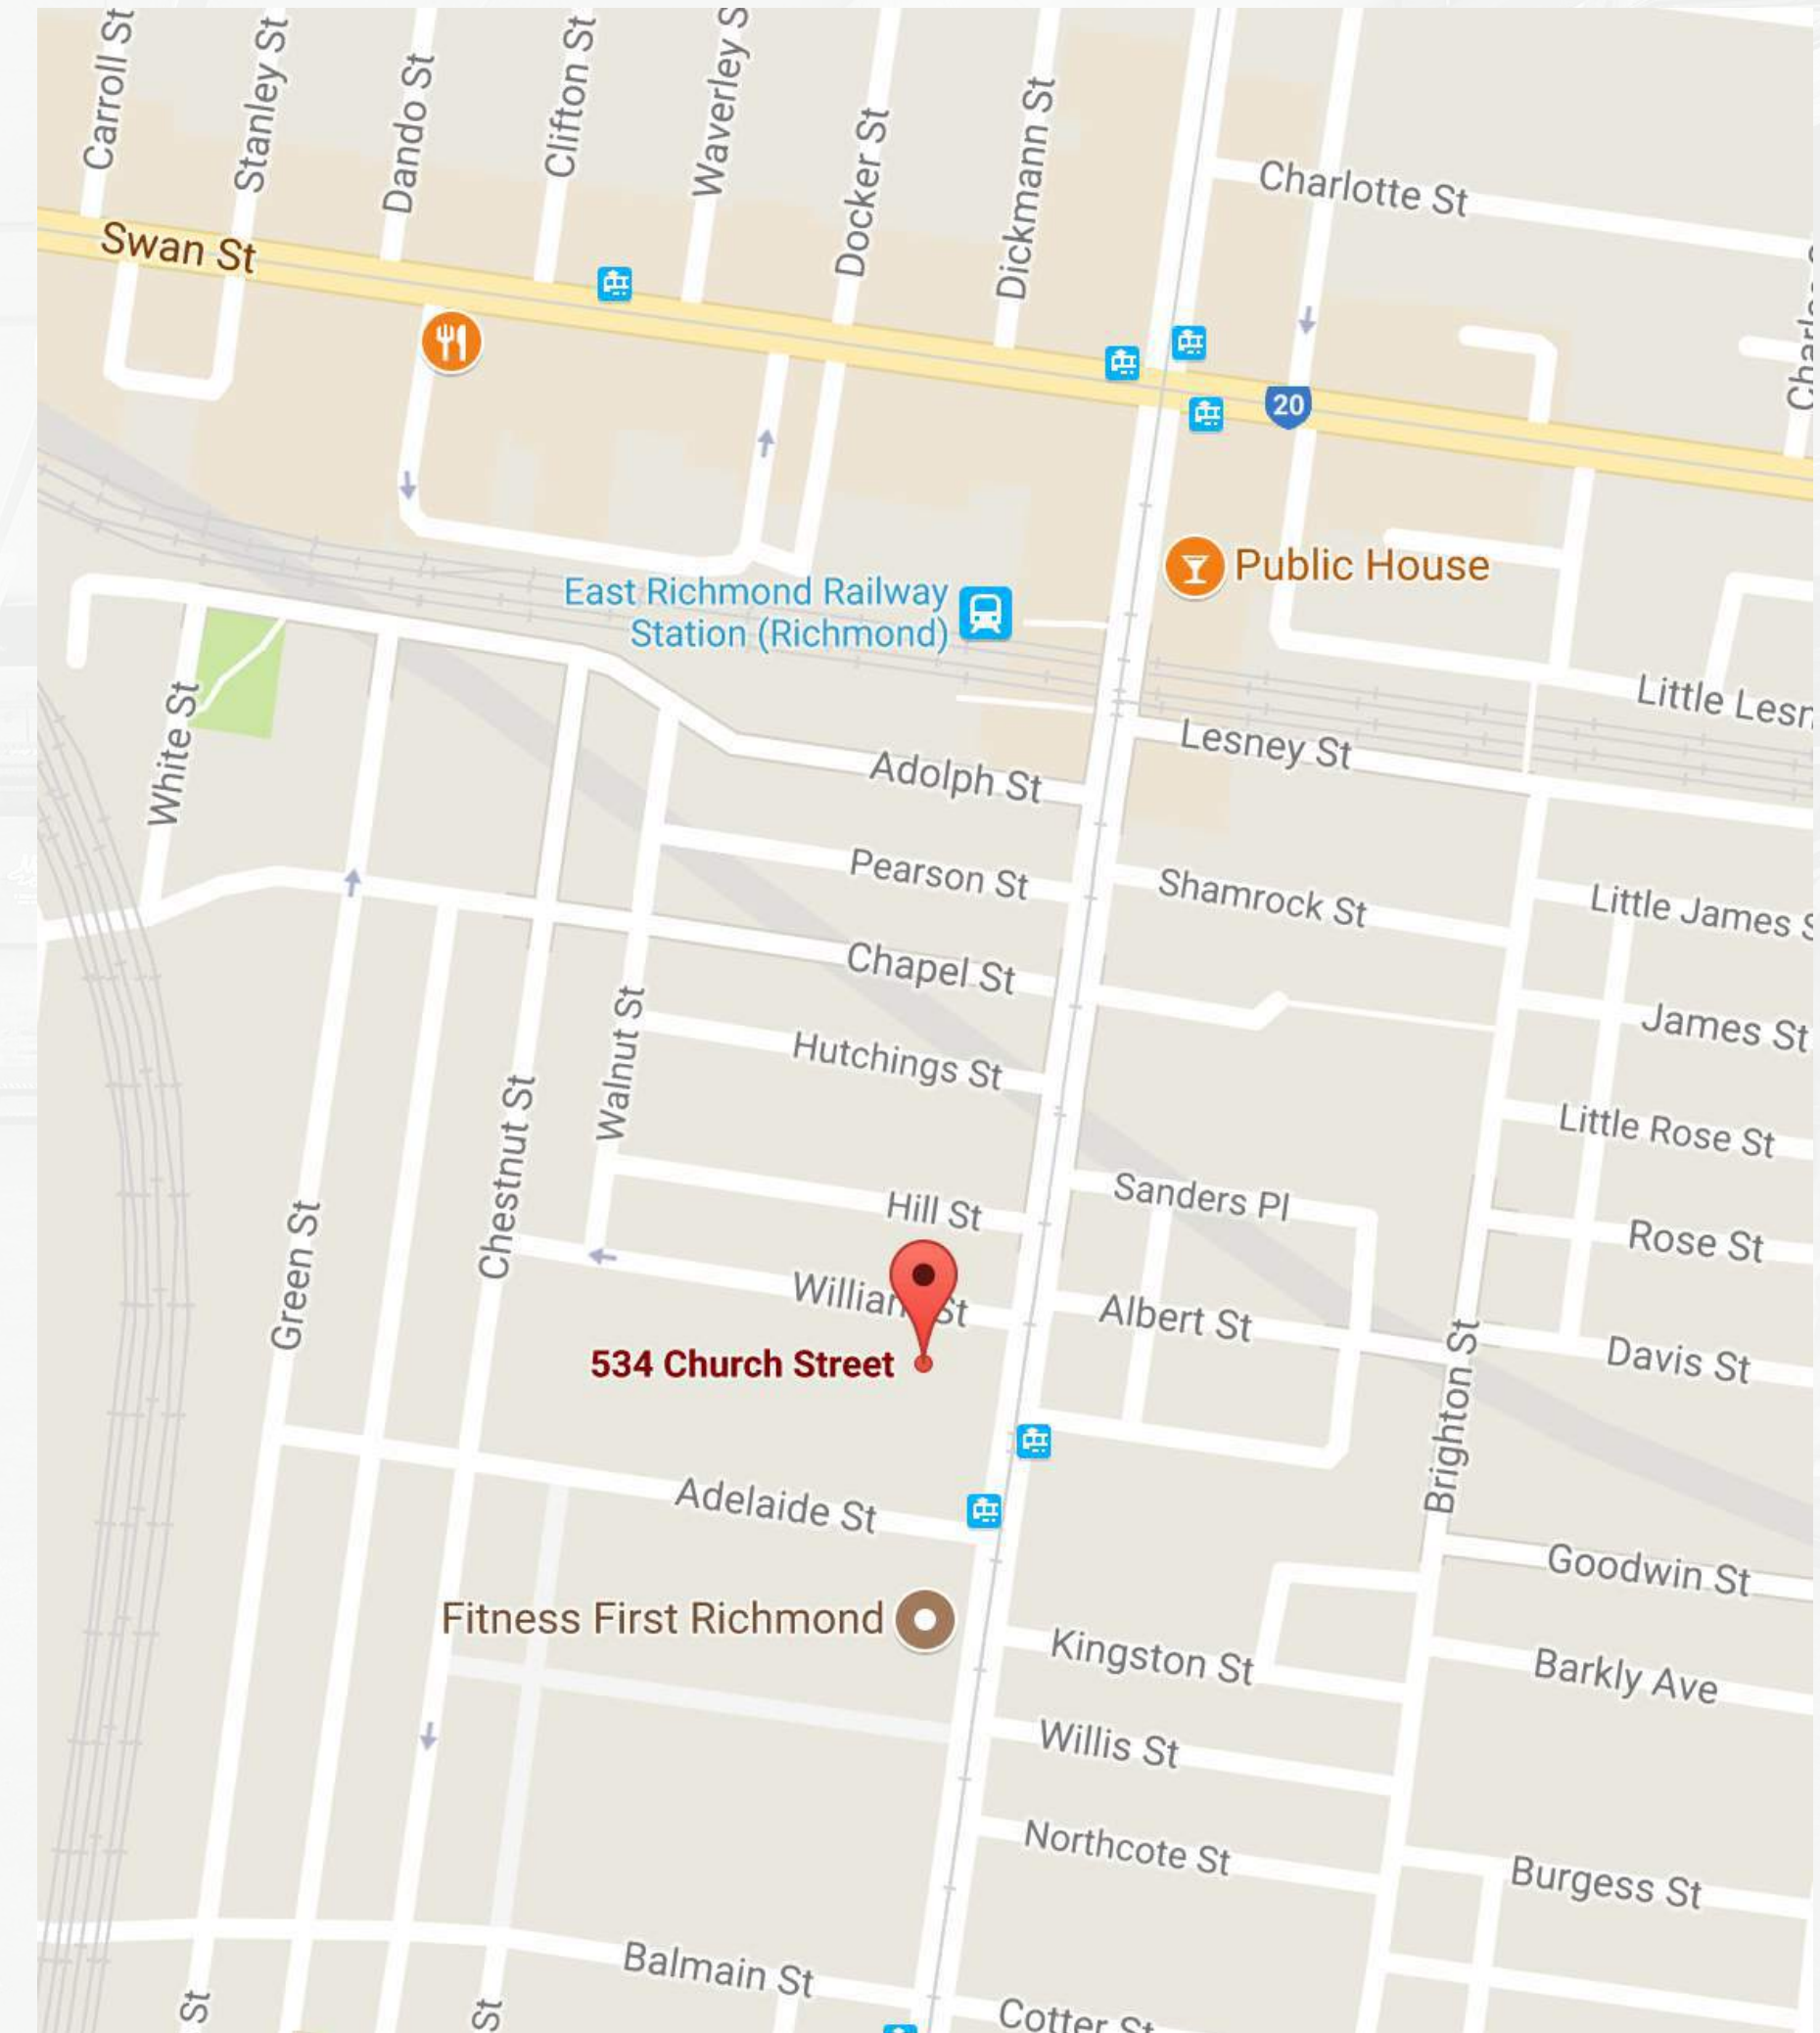 Carroll St
Stanley St
Dando St
Clifton St
Waverley S
Docker St
Dickmann St
Charlotte St
Swan St
20
Public House
East Richmond Railway
Station (Richmond)
Little Lesn
White St
Lesney St
Adolph St
Pearson St
Shamrock St
Little James S
Chapel St
James St
Walnut St
Hutchings St
Little Rose St
Chestnut St
Sanders Pl
Hill St
Rose St
Green St
William St
Albert St
Davis St
534 Church Street
Brighton St
Adelaide St
Goodwin St
Fitness First Richmond
Kingston St
Barkly Ave
Willis St
Northcote St
Burgess St
Balmain St
St
St
Cotter St